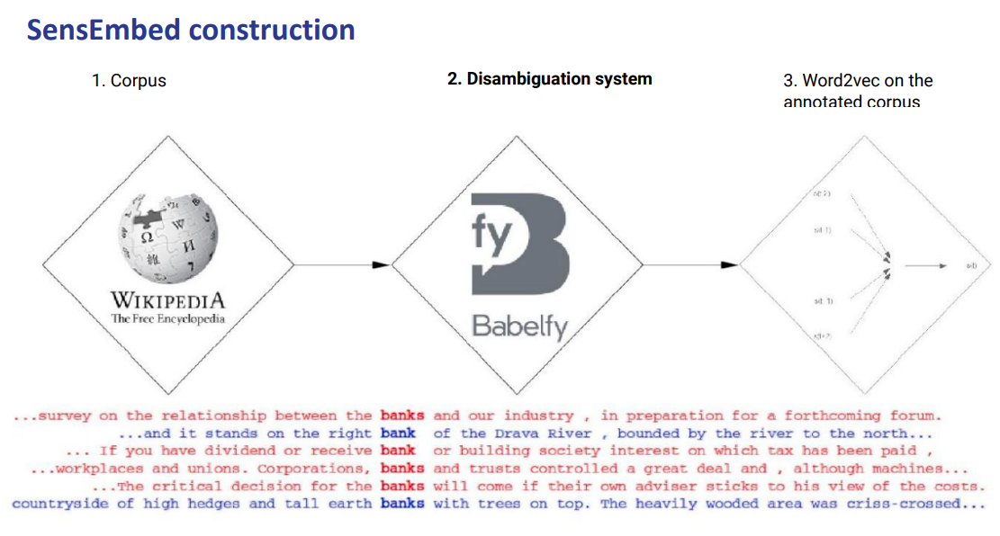 SensEmbed construction
1. Corpus
2. Disambiguation system
3. Word2vec on the
annotated corpus
WIKIPEDIA
The Free Encyclopedia
fy
Babelfy
...survey on the relationship between the banks and our industry , in preparation for a forthcoming forum.
...and it stands on the right bank of the Drava River , bounded by the river to the north...
... If you have dividend or receive bank or building society interest on which tax has been paid ,
...workplaces and unions. Corporations, banks and trusts controlled a great deal and , although machines...
...The critical decision for the banks will come if their own adviser sticks to his view of the costs.
countryside of high hedges and tall earth banks with trees on top. The heavily wooded area was criss-crossed...